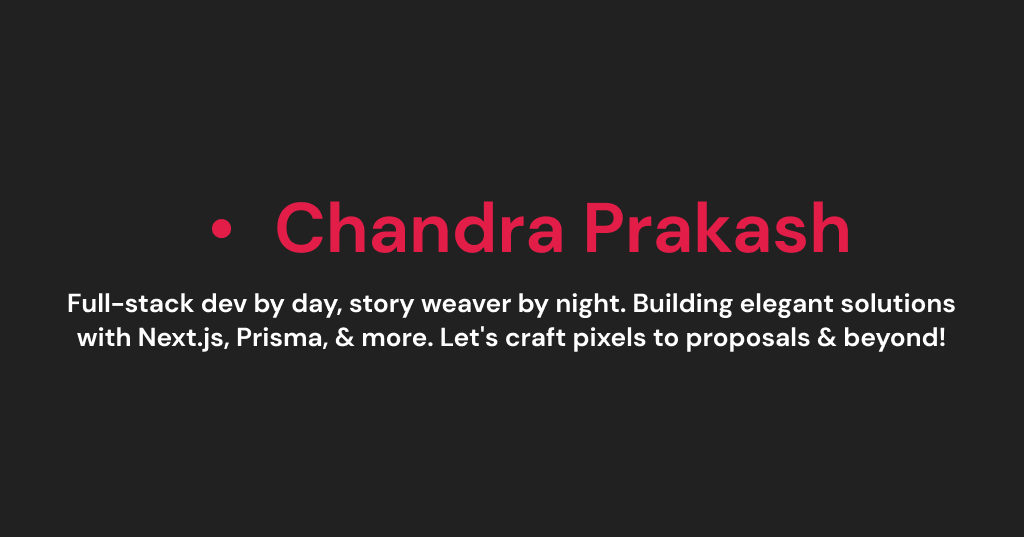 • Chandra Prakash
Full-stack dev by day, story weaver by night. Building elegant solutions
with Next.js, Prisma, & more. Let's craft pixels to proposals & beyond!